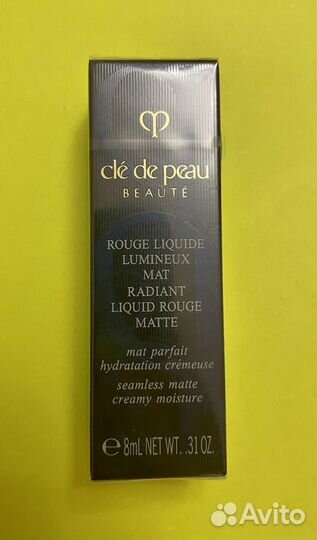 clé de peau
BEAUTÉ
ROUGE LIQUIDE
LUMINEUX
MAT
RADIANT
LIQUID ROUGE
MATTE
mat parfait
hydratation crémeuse
seamless matte
creamy moisture
℮ 8mL NET WT. .31 OZ.
Avito